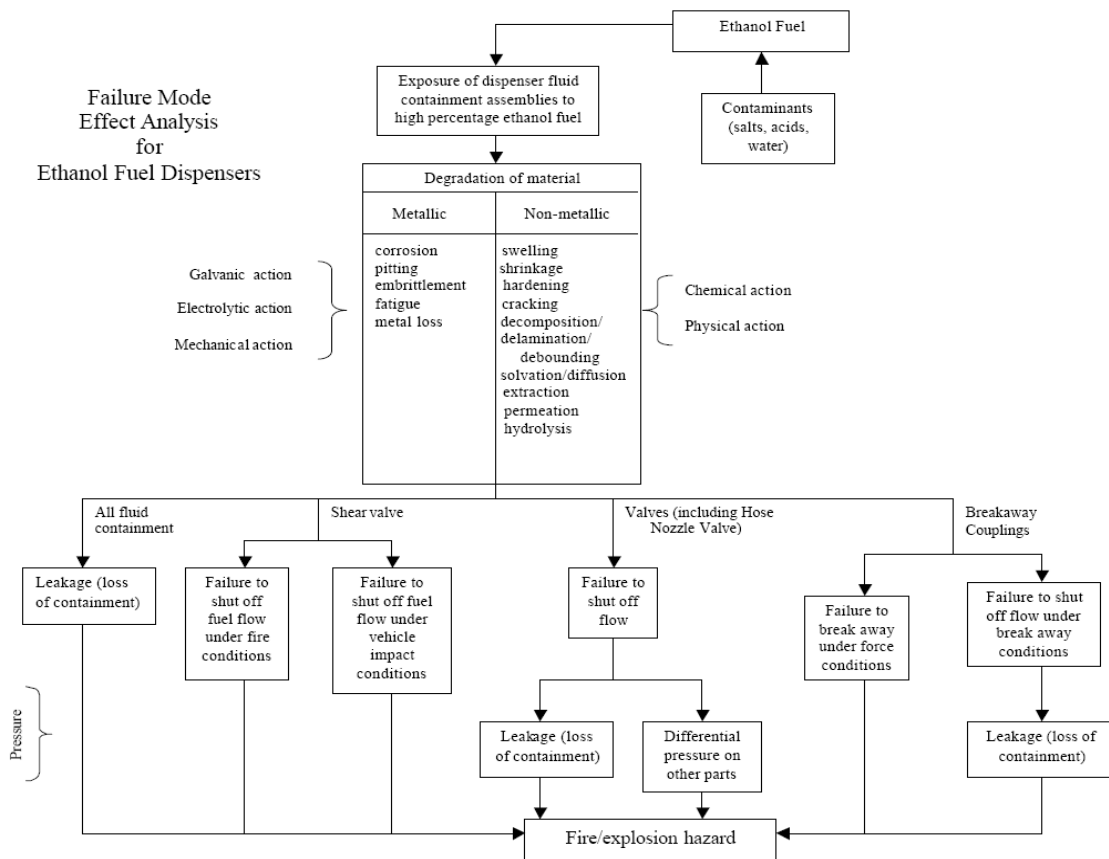 Ethanol Fuel
Exposure of dispenser fluid
containment assemblies to
high percentage ethanol fuel
Contaminants
(salts, acids,
water)
Failure Mode
Effect Analysis
for
Ethanol Fuel Dispensers
Degradation of material
Metallic
Non-metallic
corrosion
pitting
embrittlement
fatigue
metal loss
swelling
shrinkage
hardening
cracking
decomposition/
delamination/
debounding
solvation/diffusion
extraction
permeation
hydrolysis
Galvanic action
Electrolytic action
Mechanical action
Chemical action
Physical action
All fluid
containment
Shear valve
Valves (including Hose
Nozzle Valve)
Breakaway
Couplings
Leakage (loss
of containment)
Failure to
shut off
fuel flow
under fire
conditions
Failure to
shut off fuel
flow under
vehicle
impact
conditions
Failure to
shut off
flow
Failure to
break away
under force
conditions
Failure to shut
off flow under
break away
conditions
Pressure
Leakage (loss
of containment)
Differential
pressure on
other parts
Leakage (loss of
containment)
Fire/explosion hazard